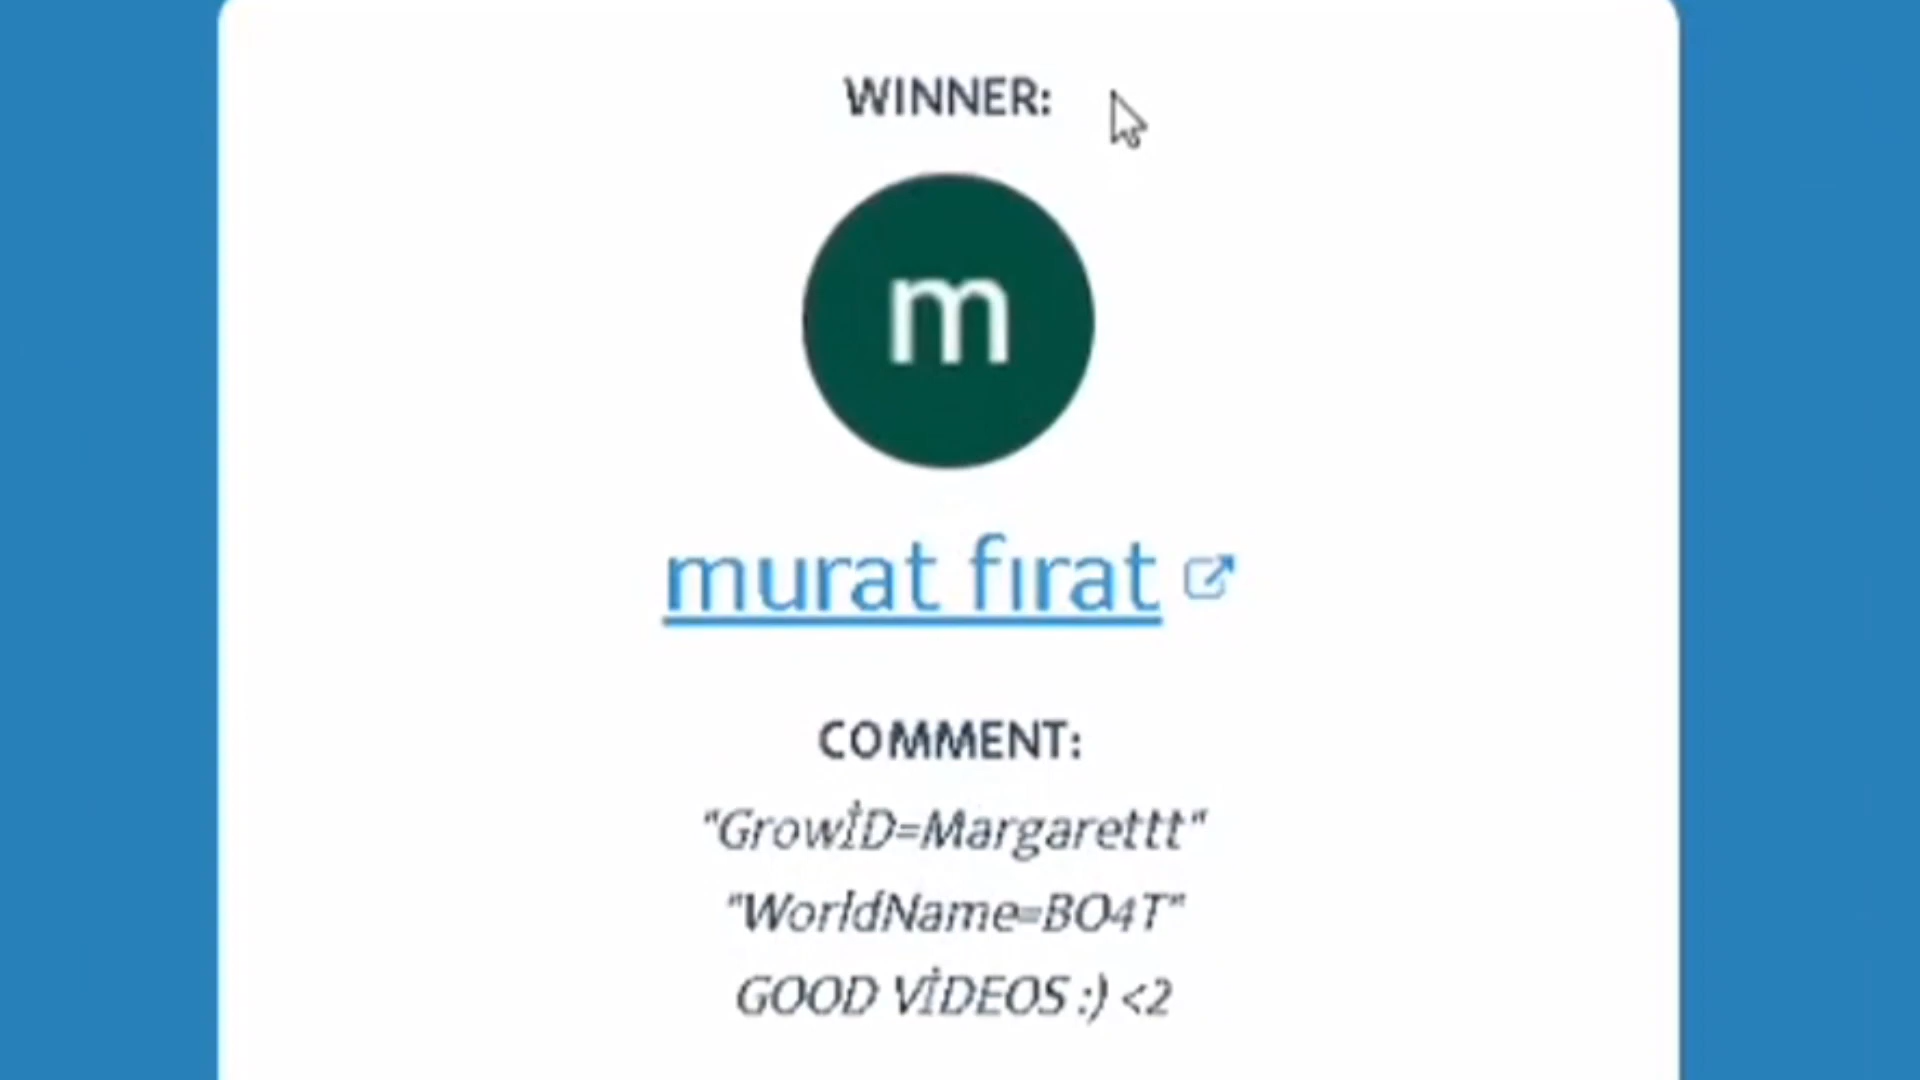 WINNER:
m
murat fırat
COMMENT:
"GrowİD=Margarettt"
"WorldName=BO4T"
GOOD VİDEOS :) <2